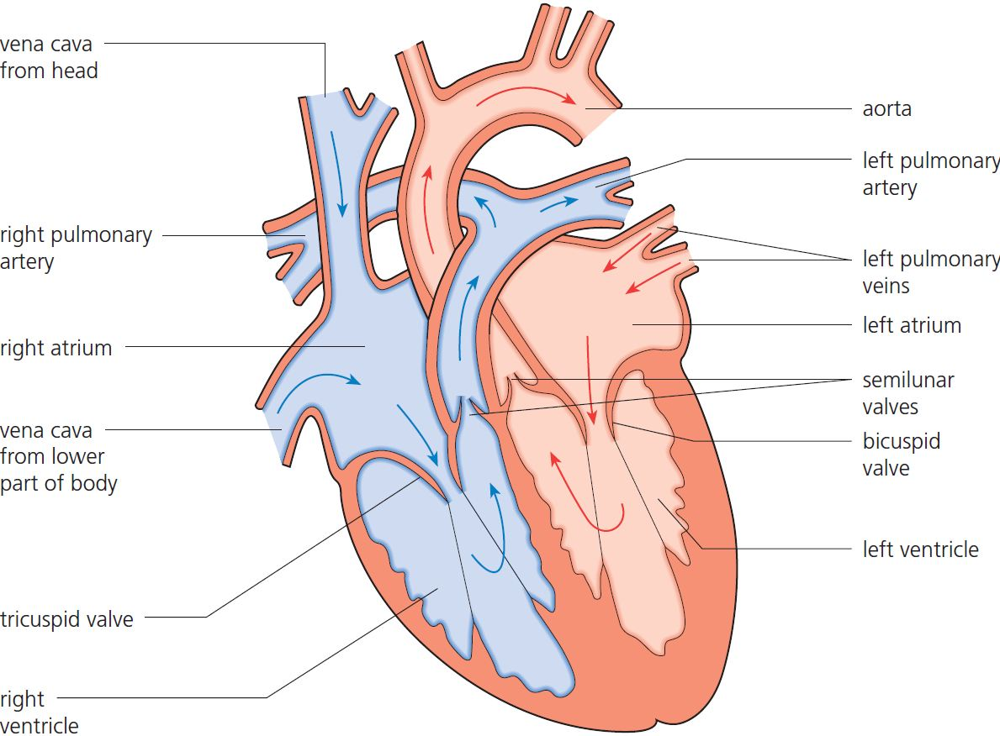 vena cava
from head
right pulmonary
artery
right atrium
vena cava
from lower
part of body
tricuspid valve
right
ventricle
aorta
left pulmonary
artery
left pulmonary
veins
left atrium
semilunar
valves
bicuspid
valve
left ventricle